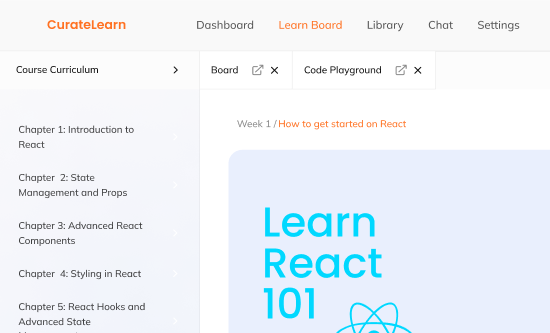 CurateLearn
Dashboard
Learn Board
Library
Chat
Settings
Course Curriculum
Board
Code Playground
Week 1 / How to get started on React
Chapter 1: Introduction to
React
Chapter 2: State
Management and Props
Chapter 3: Advanced React
Components
Chapter 4: Styling in React
Chapter 5: React Hooks and
Advanced State
Learn
React
101